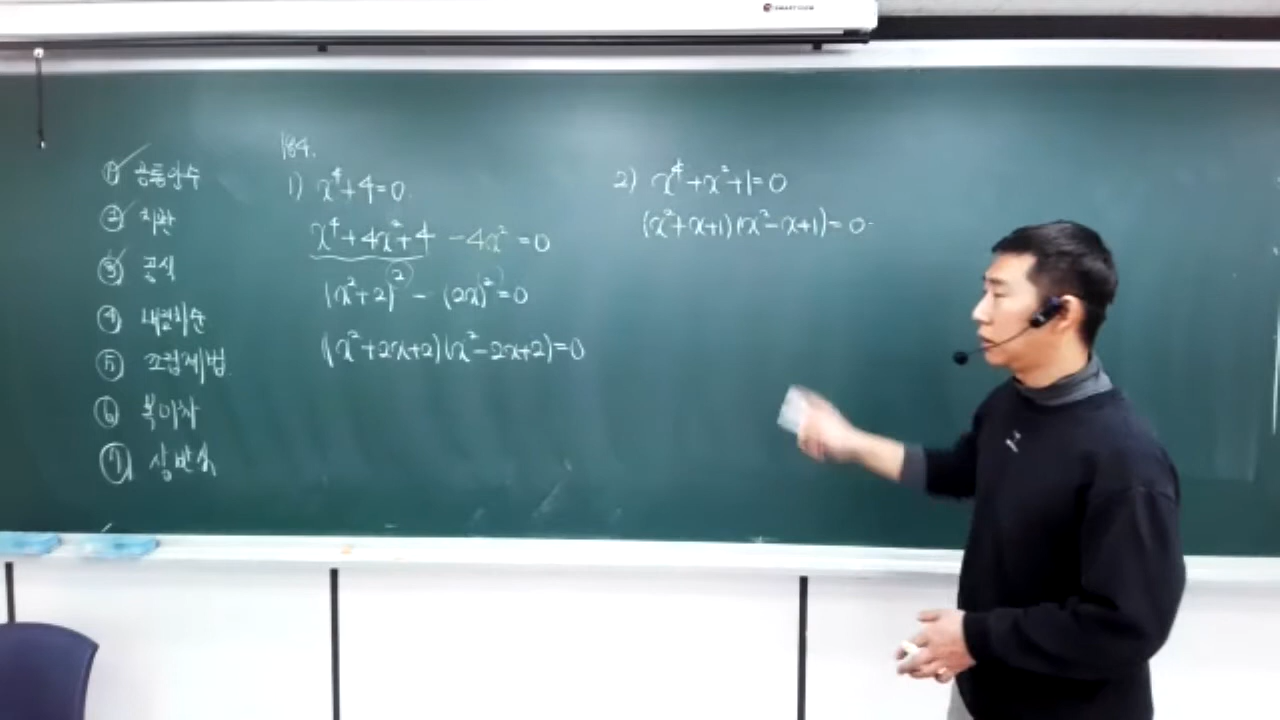 ① 공통인수
② 치환
③ 공식
④ 내림차순
⑤ 조립제법
⑥ 복이차
⑦ 상반식
184.
1) x⁴+4=0.
x⁴+4x²+4 -4x²=0
(x²+2)² - (2x)²=0
(x²+2x+2)(x²-2x+2)=0
2) x⁴+x²+1=0
(x²+x+1)(x²-x+1)=0.